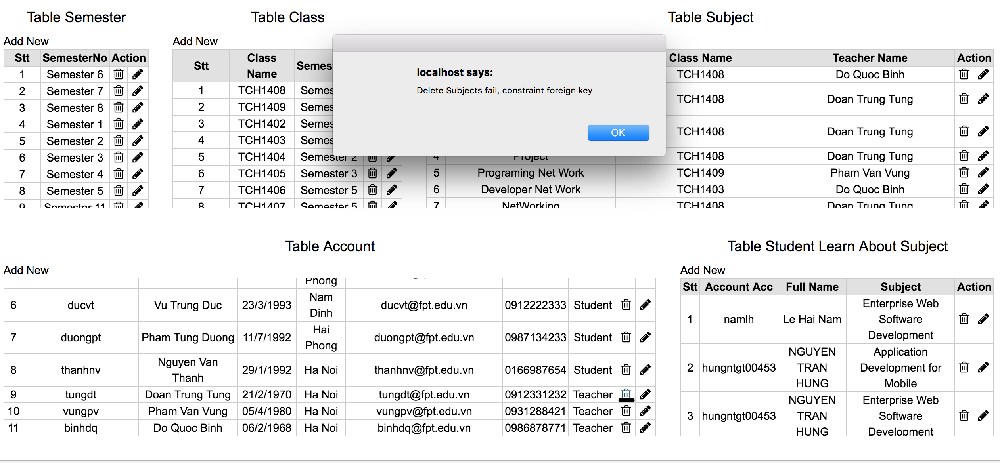 Table Semester
Add New
Stt SemesterNo Action
1 Semester 6
2 Semester 7
3 Semester 8
4 Semester 1
5 Semester 2
6 Semester 3
7 Semester 4
8 Semester 5
9 Semester 11
Table Class
Add New
Stt Class Name Semes
1 TCH1408 Semes
2 TCH1409 Semes
3 TCH1402 Semes
4 TCH1403 Semes
5 TCH1404 Semester 2
6 TCH1405 Semester 3
7 TCH1406 Semester 5
8 TCH1407 Semester 5
localhost says:
Delete Subjects fail, constraint foreign key
OK
Table Subject
Class Name Teacher Name Action
TCH1408 Do Quoc Binh
TCH1408 Doan Trung Tung
TCH1408 Doan Trung Tung
4 Project TCH1408 Doan Trung Tung
5 Programing Net Work TCH1409 Pham Van Vung
6 Developer Net Work TCH1403 Do Quoc Binh
7 NetWorking TCH1408 Doan Trung Tung
Table Account
Add New
Phong
6 ducvt Vu Trung Duc 23/3/1993 Nam Dinh ducvt@fpt.edu.vn 0912222333 Student
7 duongpt Pham Tung Duong 11/7/1992 Hai Phong duongpt@fpt.edu.vn 0987134233 Student
8 thanhnv Nguyen Van Thanh 29/1/1992 Ha Noi thanhnv@fpt.edu.vn 0166987654 Student
9 tungdt Doan Trung Tung 21/2/1970 Ha Noi tungdt@fpt.edu.vn 0912331232 Teacher
10 vungpv Pham Van Vung 05/4/1980 Ha Noi vungpv@fpt.edu.vn 0931288421 Teacher
11 binhdq Do Quoc Binh 06/2/1968 Ha Noi binhdq@fpt.edu.vn 0986878771 Teacher
Table Student Learn About Subject
Add New
Stt Account Acc Full Name Subject Action
1 namlh Le Hai Nam Enterprise Web Software Development
2 hungntgt00453 NGUYEN TRAN HUNG Application Development for Mobile
3 hungntgt00453 NGUYEN TRAN HUNG Enterprise Web Software Development